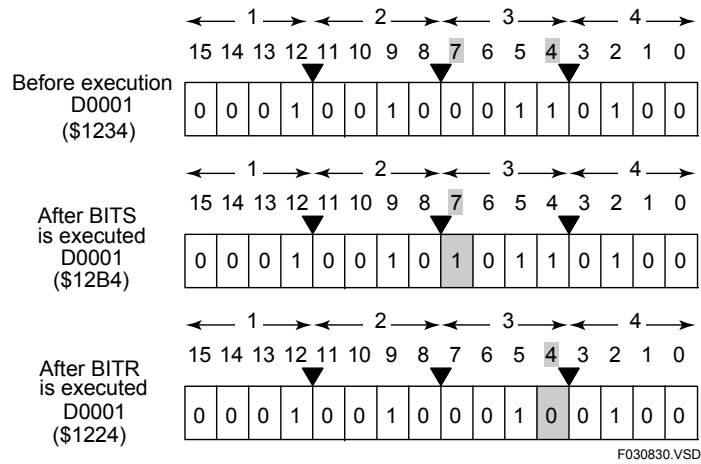 1 2 3 4
15 14 13 12 11 10 9 8 7 6 5 4 3 2 1 0
Before execution
D0001
($1234)
0 0 0 1 0 0 1 0 0 0 1 1 0 1 0 0
1 2 3 4
15 14 13 12 11 10 9 8 7 6 5 4 3 2 1 0
After BITS
is executed
D0001
($12B4)
0 0 0 1 0 0 1 0 1 0 1 1 0 1 0 0
1 2 3 4
15 14 13 12 11 10 9 8 7 6 5 4 3 2 1 0
After BITR
is executed
D0001
($1224)
0 0 0 1 0 0 1 0 0 0 1 0 0 1 0 0
F030830.VSD